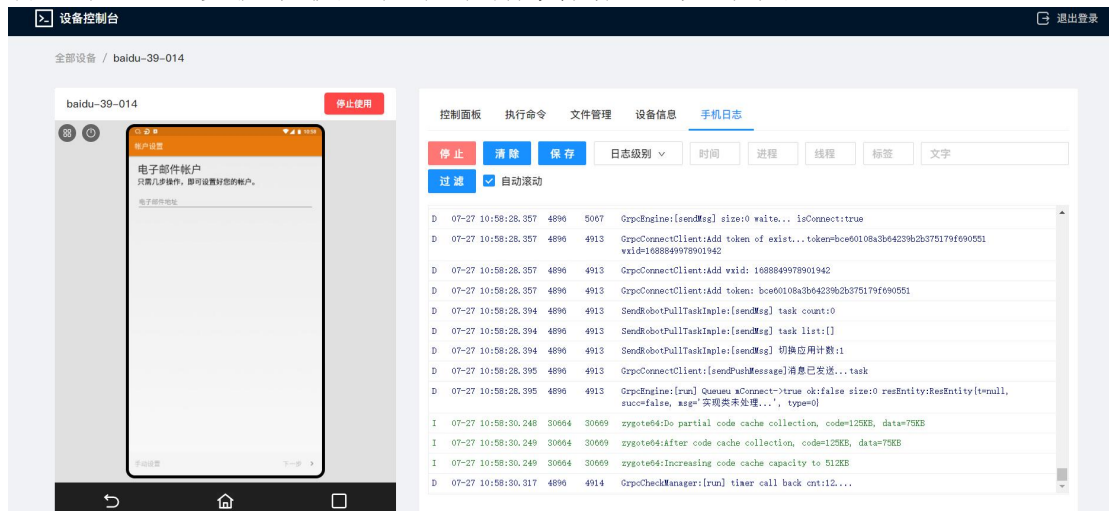 设备控制台
退出登录
全部设备 / baidu-39-014
baidu-39-014
停止使用
10:58
帐户设置
电子邮件帐户
只需几步操作，即可设置好您的帐户。
电子邮件地址
手动设置
下一步
控制面板 执行命令 文件管理 设备信息 手机日志
停止 清除 保存 日志级别 时间 进程 线程 标签 文字
过滤 自动滚动
D 07-27 10:58:28.357 4896 5067 GrpcEngine:[sendMsg] size:0 waite... isConnect:true
D 07-27 10:58:28.357 4896 4913 GrpcConnectClient:Add token of exist...token=bce60108a3b64239b2b375179f690551
wxid=1688849978901942
D 07-27 10:58:28.357 4896 4913 GrpcConnectClient:Add wxid: 1688849978901942
D 07-27 10:58:28.357 4896 4913 GrpcConnectClient:Add token: bce60108a3b64239b2b375179f690551
D 07-27 10:58:28.394 4896 4913 SendRobotPullTaskImple:[sendMsg] task count:0
D 07-27 10:58:28.394 4896 4913 SendRobotPullTaskImple:[sendMsg] task list:[]
D 07-27 10:58:28.394 4896 4913 SendRobotPullTaskImple:[sendMsg] 切换应用计数:1
D 07-27 10:58:28.395 4896 4913 GrpcConnectClient:[sendPushMessage]消息已发送...task
D 07-27 10:58:28.395 4896 4913 GrpcEngine:[run] Queueu mConnect->true ok:false size:0 resEntity:ResEntity{t=null,
succ=false, msg='实现类未处理...', type=0}
I 07-27 10:58:30.248 30664 30669 zygote64:Do partial code cache collection, code=125KB, data=75KB
I 07-27 10:58:30.249 30664 30669 zygote64:After code cache collection, code=125KB, data=75KB
I 07-27 10:58:30.249 30664 30669 zygote64:Increasing code cache capacity to 512KB
D 07-27 10:58:30.317 4896 4914 GrpcCheckManager:[run] timer call back cnt:12....